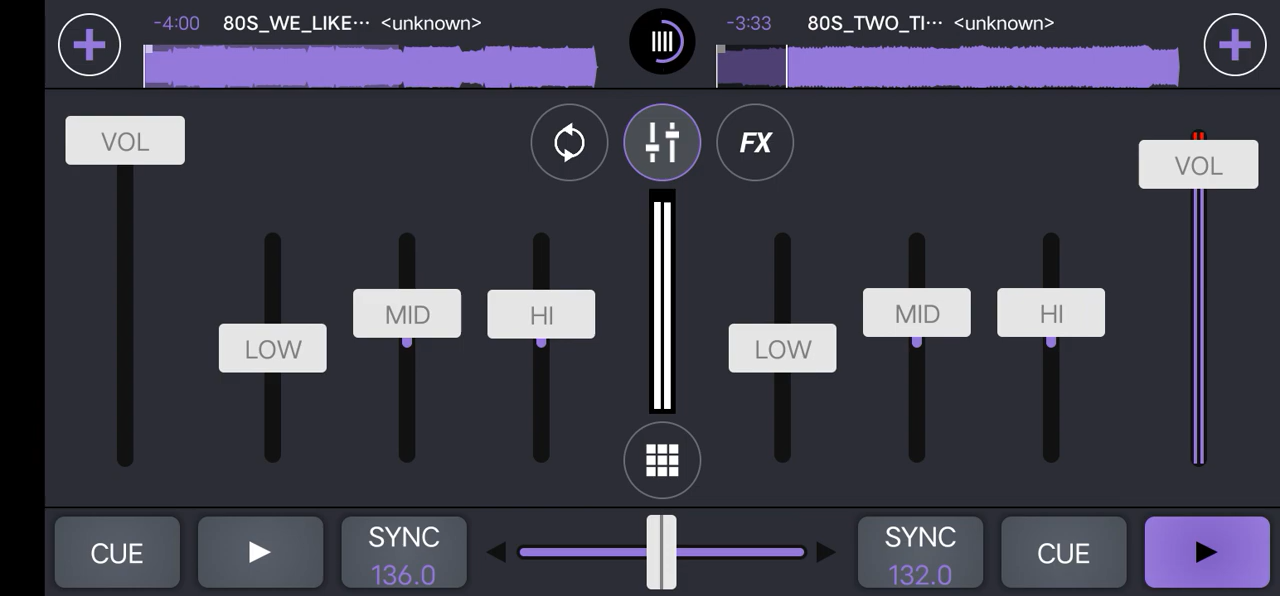 -4:00 80S_WE_LIKE··· <unknown>
-3:33 80S_TWO_TI··· <unknown>
FX
VOL
VOL
LOW
MID
HI
LOW
MID
HI
CUE
SYNC
136.0
SYNC
132.0
CUE